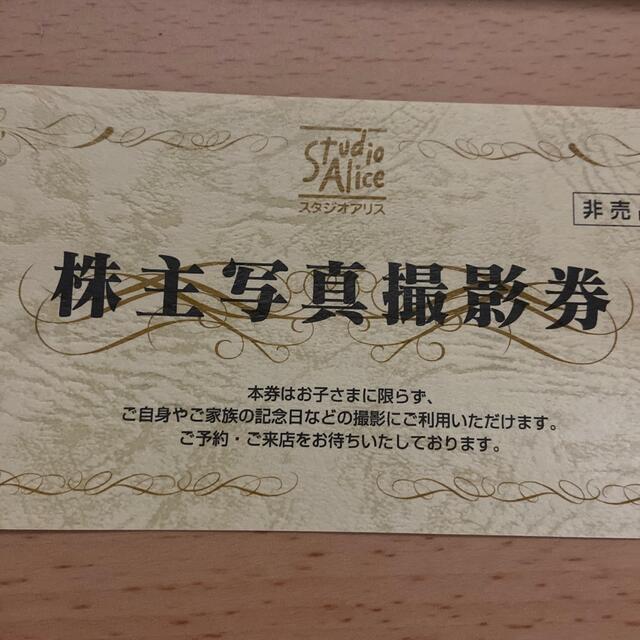 Studio
Alice
スタジオアリス
非売
株主写真撮影券
本券はお子さまに限らず、
ご自身やご家族の記念日などの撮影にご利用いただけます。
ご予約・ご来店をお待ちいたしております。